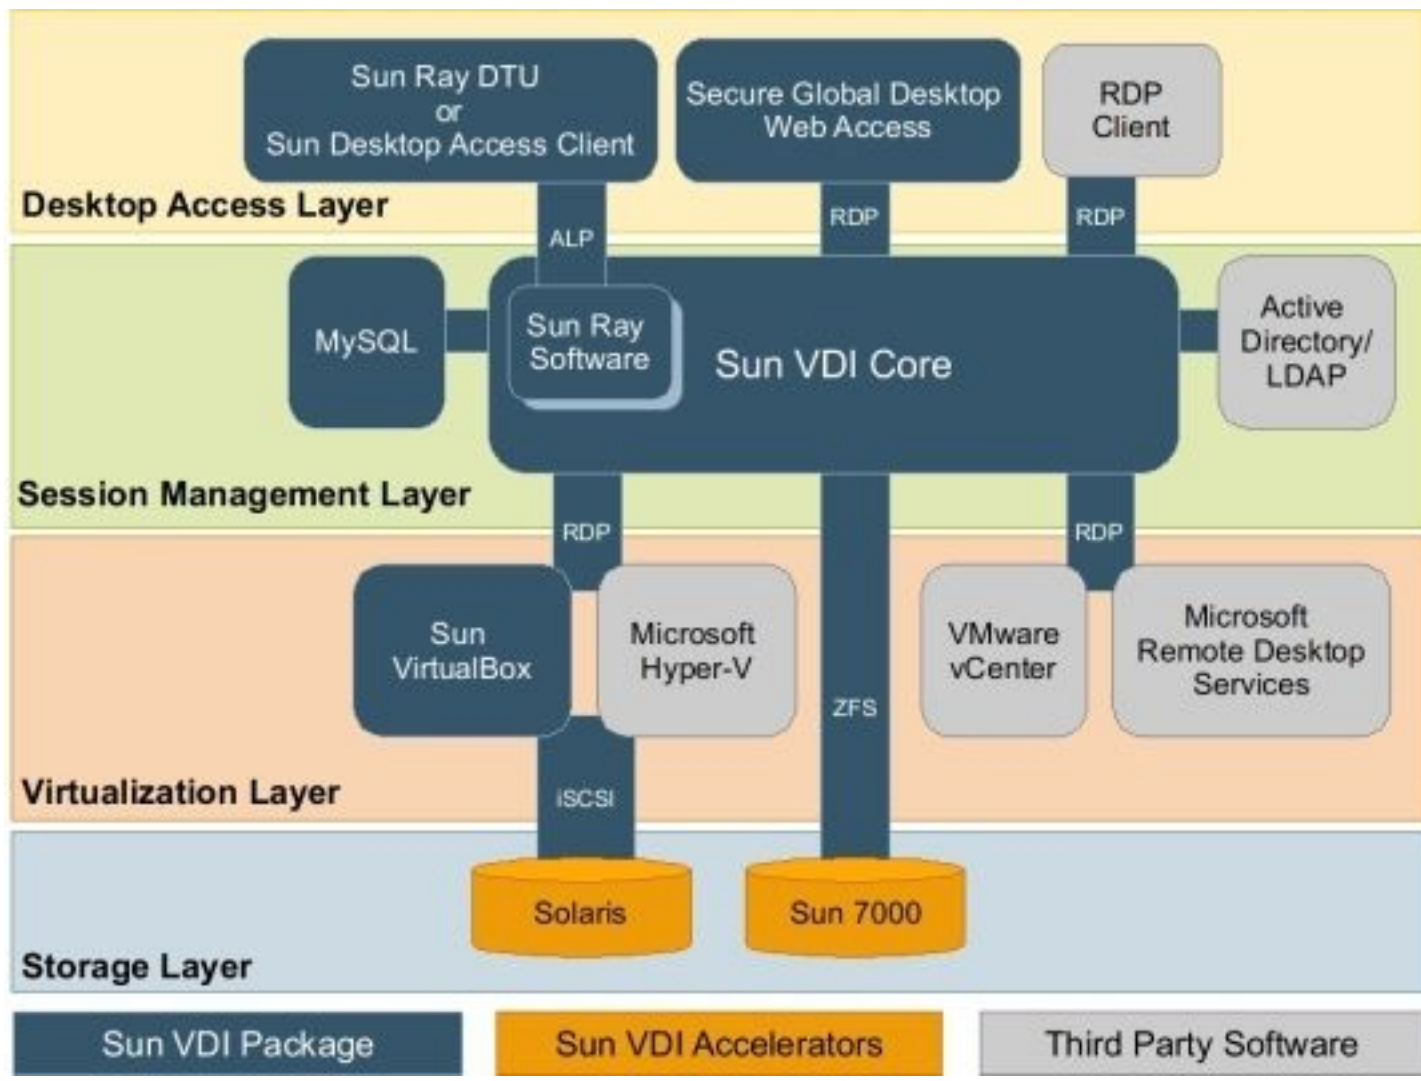 Sun Ray DTU
or
Sun Desktop Access Client
Secure Global Desktop
Web Access
RDP
Client
Desktop Access Layer
ALP
RDP
RDP
MySQL
Sun Ray
Software
Sun VDI Core
Active
Directory/
LDAP
Session Management Layer
RDP
RDP
Sun
VirtualBox
Microsoft
Hyper-V
VMware
vCenter
Microsoft
Remote Desktop
Services
ZFS
Virtualization Layer
iSCSI
Solaris
Sun 7000
Storage Layer
Sun VDI Package
Sun VDI Accelerators
Third Party Software